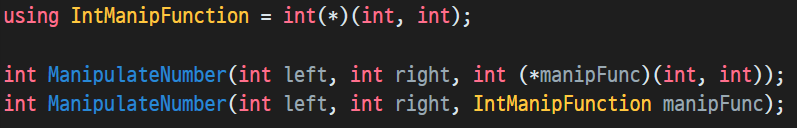 using IntManipFunction = int(*)(int, int);
int ManipulateNumber(int left, int right, int (*manipFunc)(int, int));
int ManipulateNumber(int left, int right, IntManipFunction manipFunc);